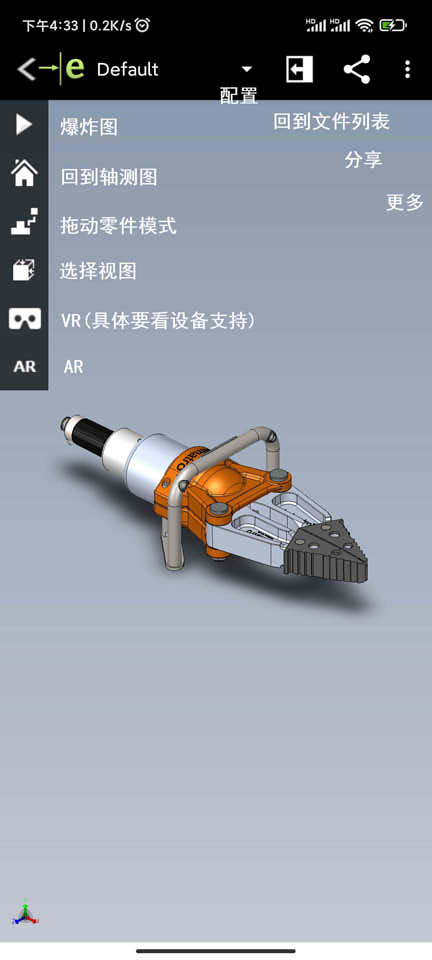 下午4:33 | 0.2K/s
HD HD
e Default
配置
回到文件列表
爆炸图
分享
回到轴测图
更多
拖动零件模式
选择视图
VR(具体要看设备支持)
AR AR